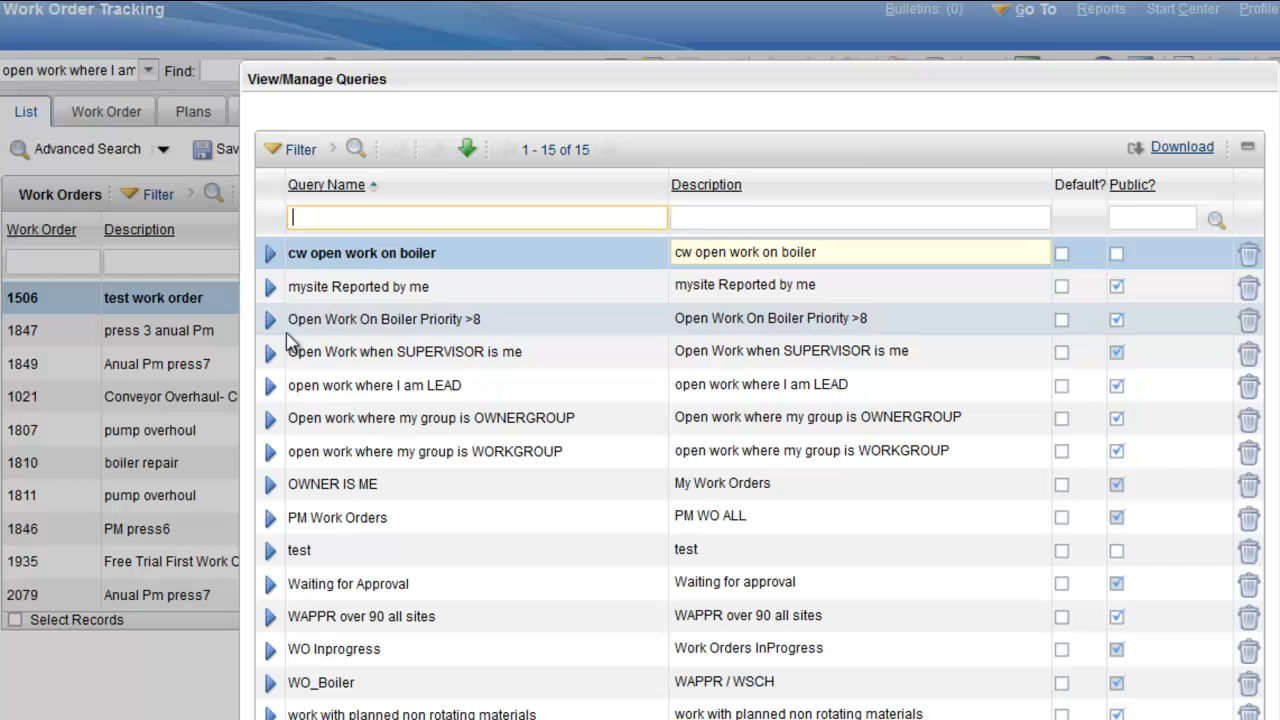 Work Order Tracking
Bulletins: (0) Go To Reports Start Center Profile
open work where I am Find:
View/Manage Queries
List Work Order Plans
Advanced Search Sav
Filter 1 - 15 of 15 Download
Work Orders Filter
Query Name Description Default? Public?
Work Order Description
cw open work on boiler cw open work on boiler
mysite Reported by me mysite Reported by me
Open Work On Boiler Priority >8 Open Work On Boiler Priority >8
Open Work when SUPERVISOR is me Open Work when SUPERVISOR is me
open work where I am LEAD open work where I am LEAD
Open work where my group is OWNERGROUP Open work where my group is OWNERGROUP
open work where my group is WORKGROUP open work where my group is WORKGROUP
OWNER IS ME My Work Orders
PM Work Orders PM WO ALL
test test
Waiting for Approval Waiting for approval
WAPPR over 90 all sites WAPPR over 90 all sites
WO Inprogress Work Orders InProgress
WO_Boiler WAPPR / WSCH
work with planned non rotating materials work with planned non rotating materials
1506 test work order
1847 press 3 anual Pm
1849 Anual Pm press7
1021 Conveyor Overhaul- C
1807 pump overhoul
1810 boiler repair
1811 pump overhoul
1846 PM press6
1935 Free Trial First Work O
2079 Anual Pm press7
Select Records